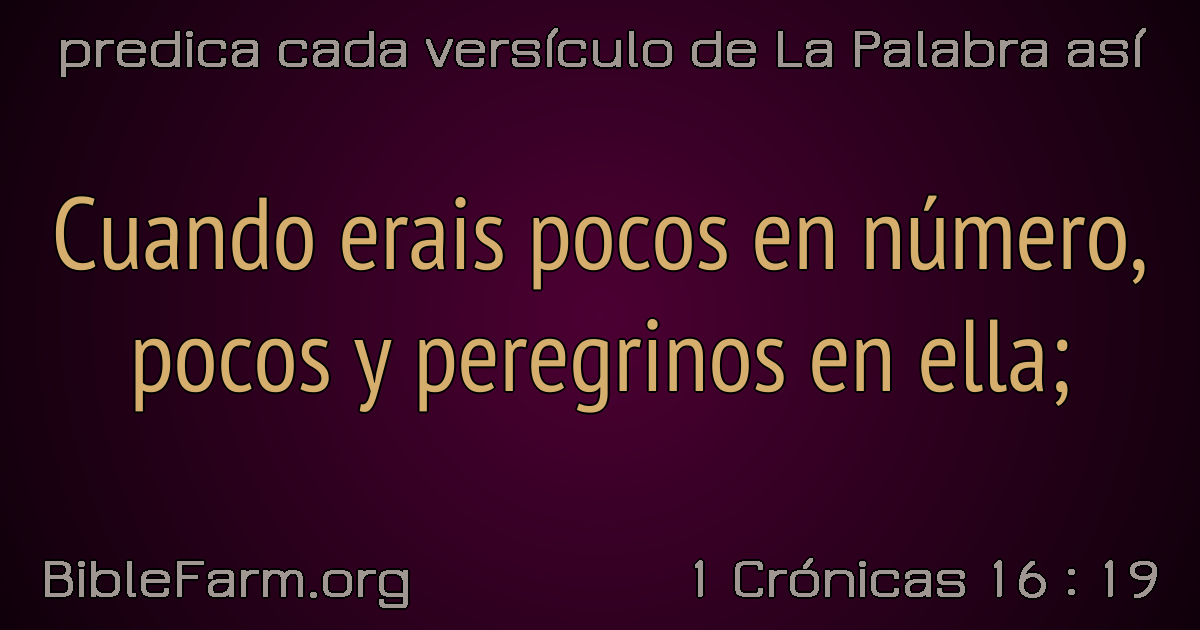 predica cada versículo de La Palabra así
Cuando erais pocos en número,
pocos y peregrinos en ella;
BibleFarm.org
1 Crónicas 16 : 19